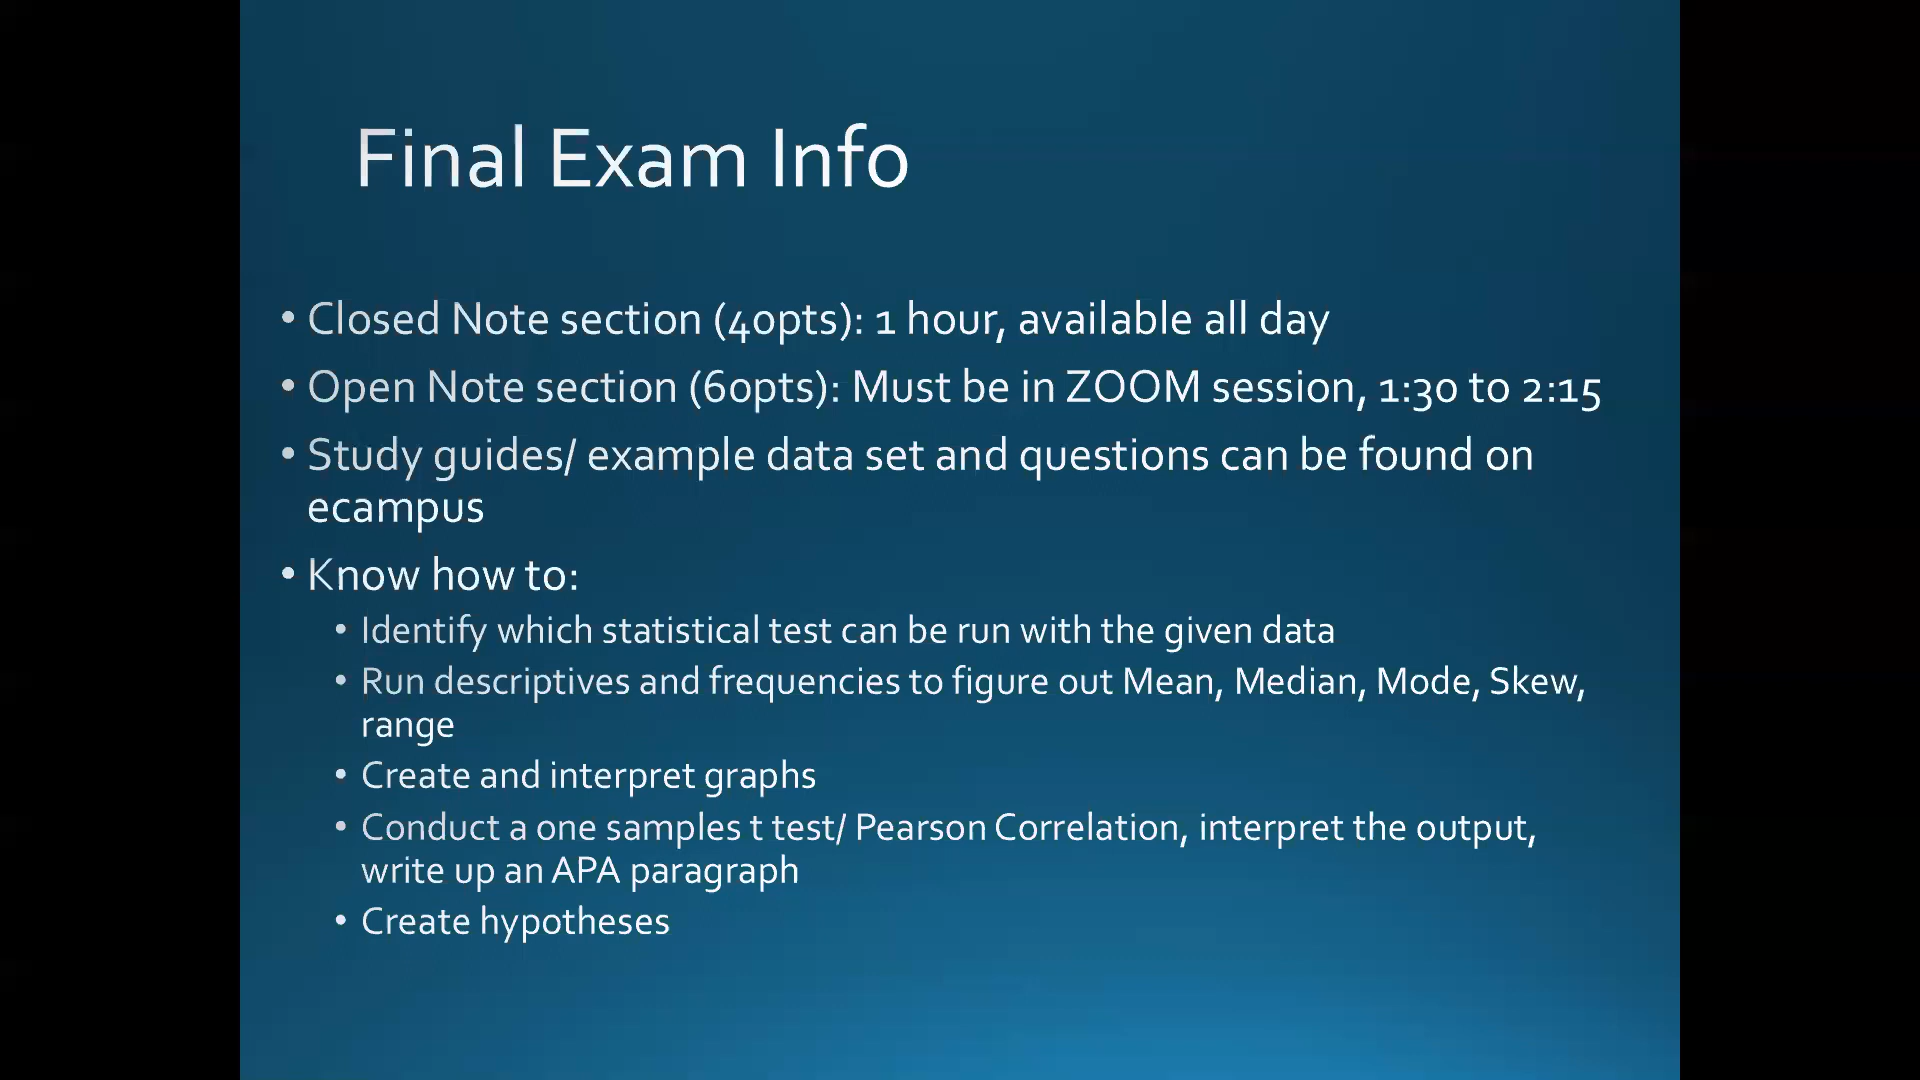 Final Exam Info
• Closed Note section (40pts): 1 hour, available all day
• Open Note section (60pts): Must be in ZOOM session, 1:30 to 2:15
• Study guides/ example data set and questions can be found on
ecampus
• Know how to:
• Identify which statistical test can be run with the given data
• Run descriptives and frequencies to figure out Mean, Median, Mode, Skew,
range
• Create and interpret graphs
• Conduct a one samples t test/ Pearson Correlation, interpret the output,
write up an APA paragraph
• Create hypotheses